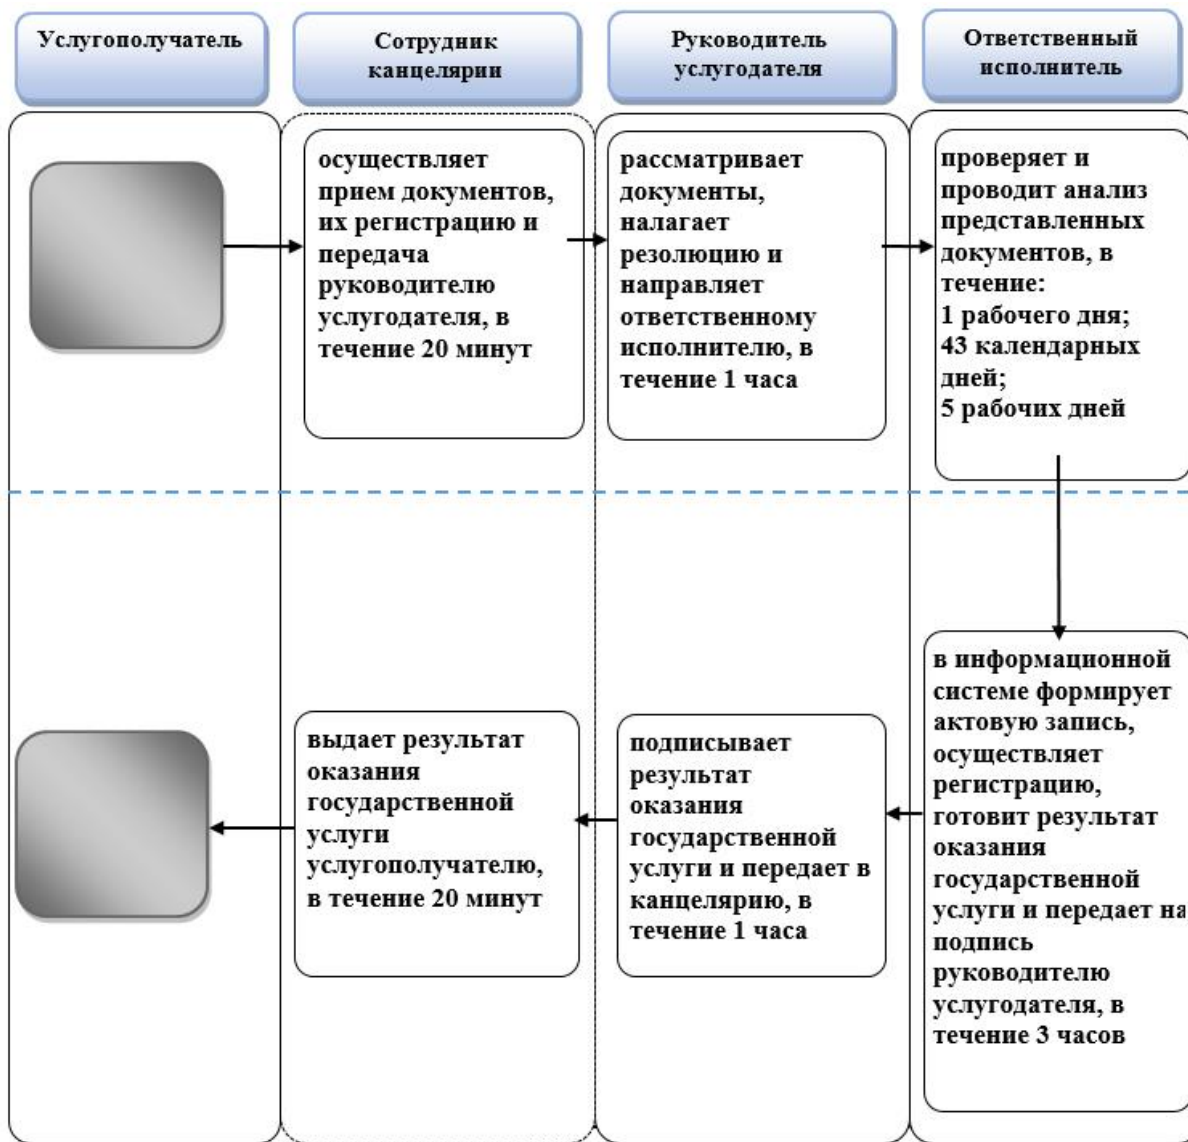 Услугополучатель
Сотрудник
канцелярии
Руководитель
услугодателя
Ответственный
исполнитель
осуществляет
прием документов,
их регистрацию и
передача
руководителю
услугодателя, в
течение 20 минут
рассматривает
документы,
налагает
резолюцию и
направляет
ответственному
исполнителю, в
течение 1 часа
проверяет и
проводит анализ
представленных
документов, в
течение:
1 рабочего дня;
43 календарных
дней;
5 рабочих дней
в информационной
системе формирует
актовую запись,
осуществляет
регистрацию,
готовит результат
оказания
государственной
услуги и передает на
подпись
руководителю
услугодателя, в
течение 3 часов
подписывает
результат
оказания
государственной
услуги и передает в
канцелярию, в
течение 1 часа
выдает результат
оказания
государственной
услуги
услугополучателю,
в течение 20 минут